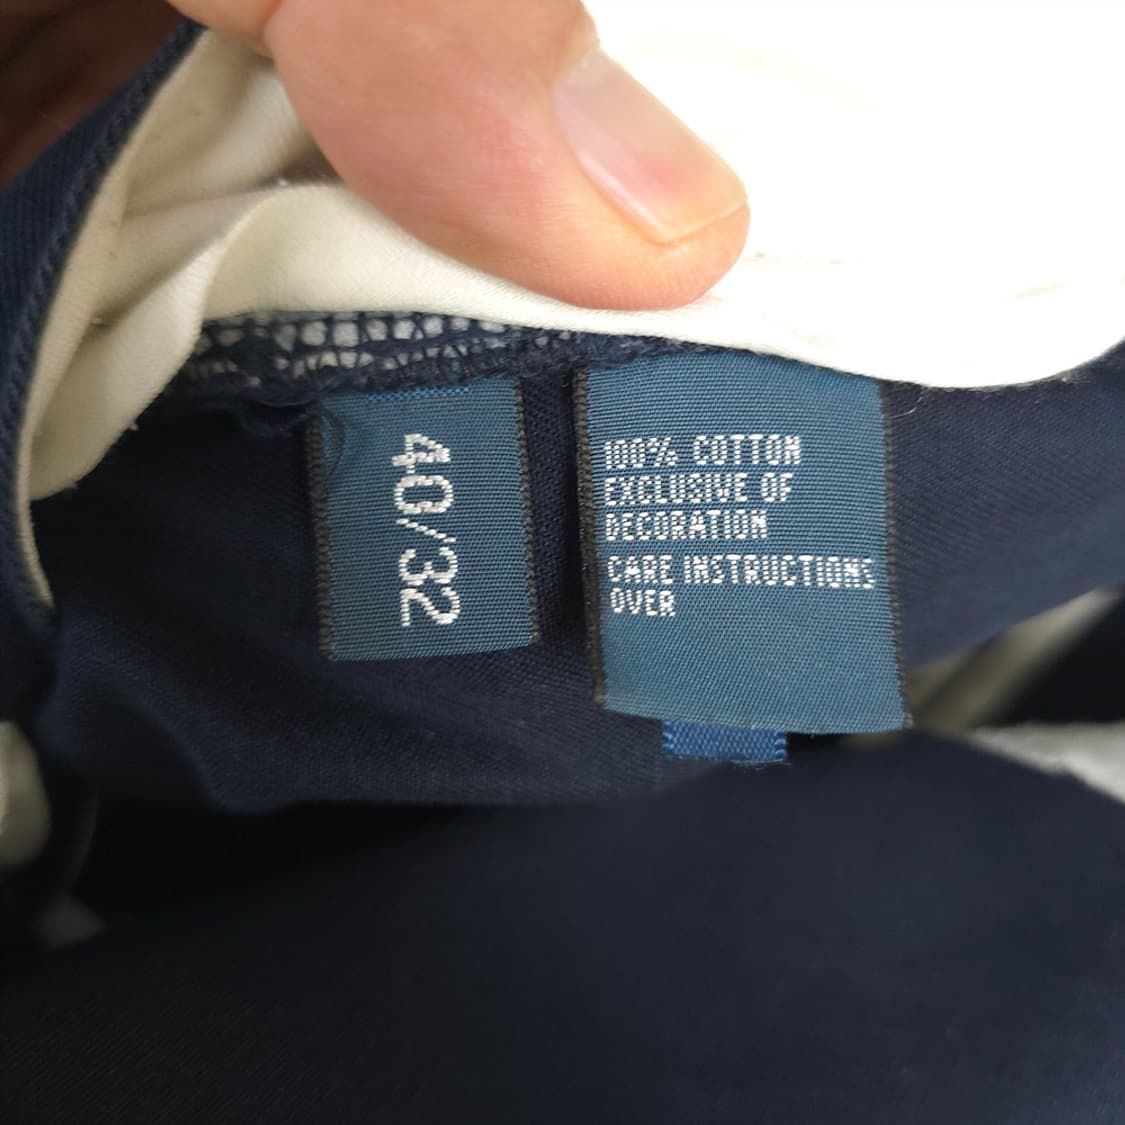 40/32
100% COTTON
EXCLUSIVE OF
DECORATION
CARE INSTRUCTIONS
OVER